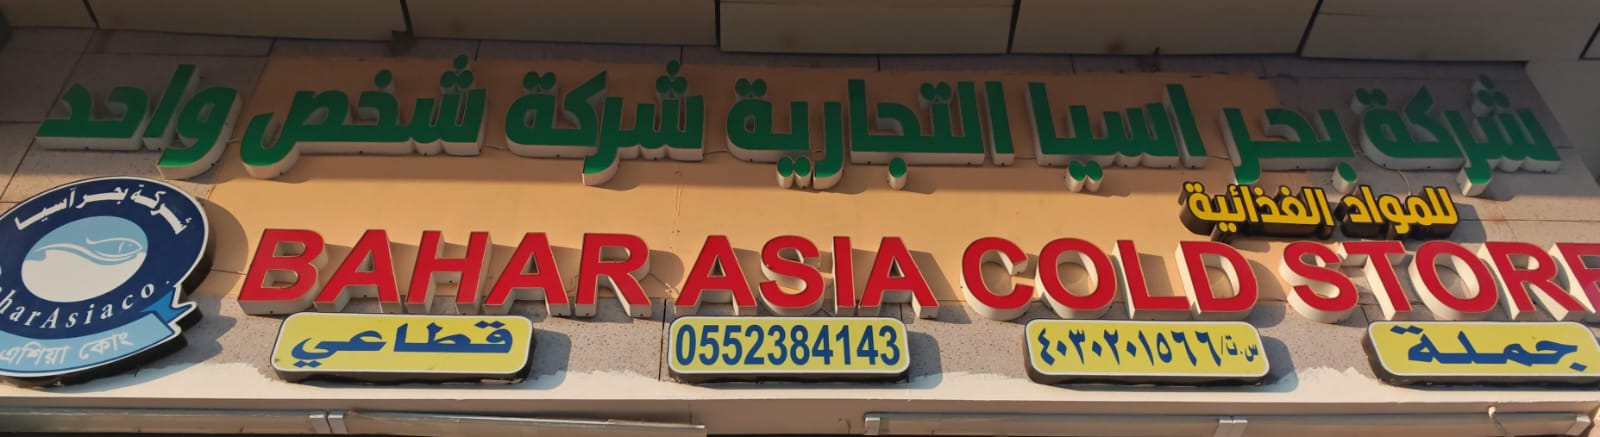 شركة بحر اسيا التجارية شركة شخص واحد
للمواد الغذائية
BAHAR ASIA COLD STORE
قطاعي
0552384143
س.ت/٤٠٣٠٢٠١٥٦٦
جملة
شركة بحر آسيا
harAsiaco.
এশিয়া কোং